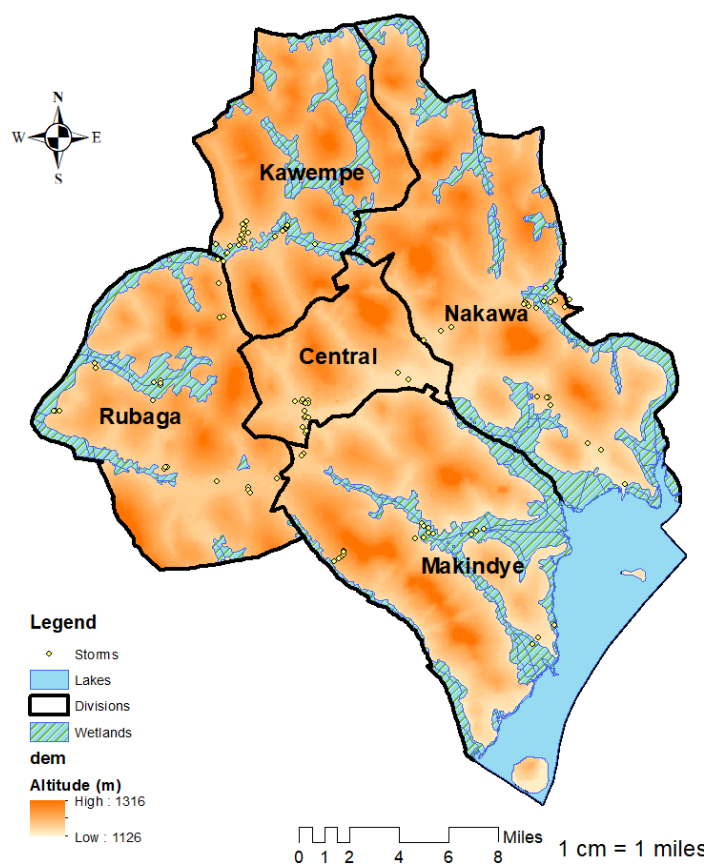 N
W E
S
Kawempe
Nakawa
Central
Rubaga
Makindye
Legend
Storms
Lakes
Divisions
Wetlands
dem
Altitude (m)
High : 1316
Low : 1126
Miles
0 1 2 4 6 8
1 cm = 1 miles